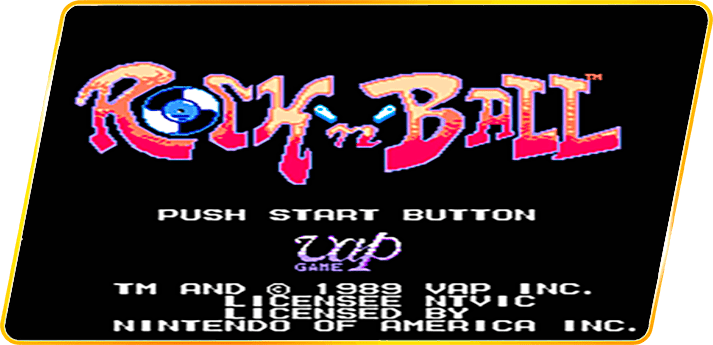 ROCK 'n' BALL TM
PUSH START BUTTON
vap
GAME
TM AND © 1989 VAP INC.
LICENSEE NTVIC
LICENSED BY
NINTENDO OF AMERICA INC.